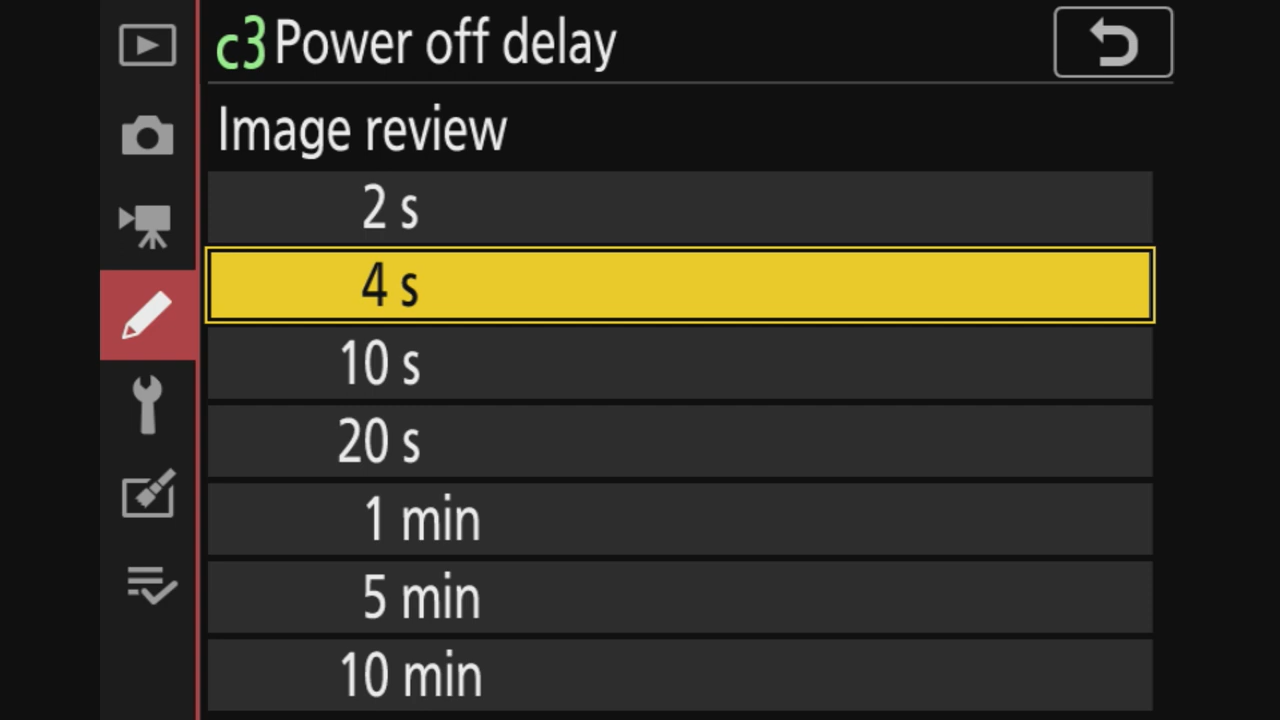 c3 Power off delay
Image review
2 s
4 s
10 s
20 s
1 min
5 min
10 min